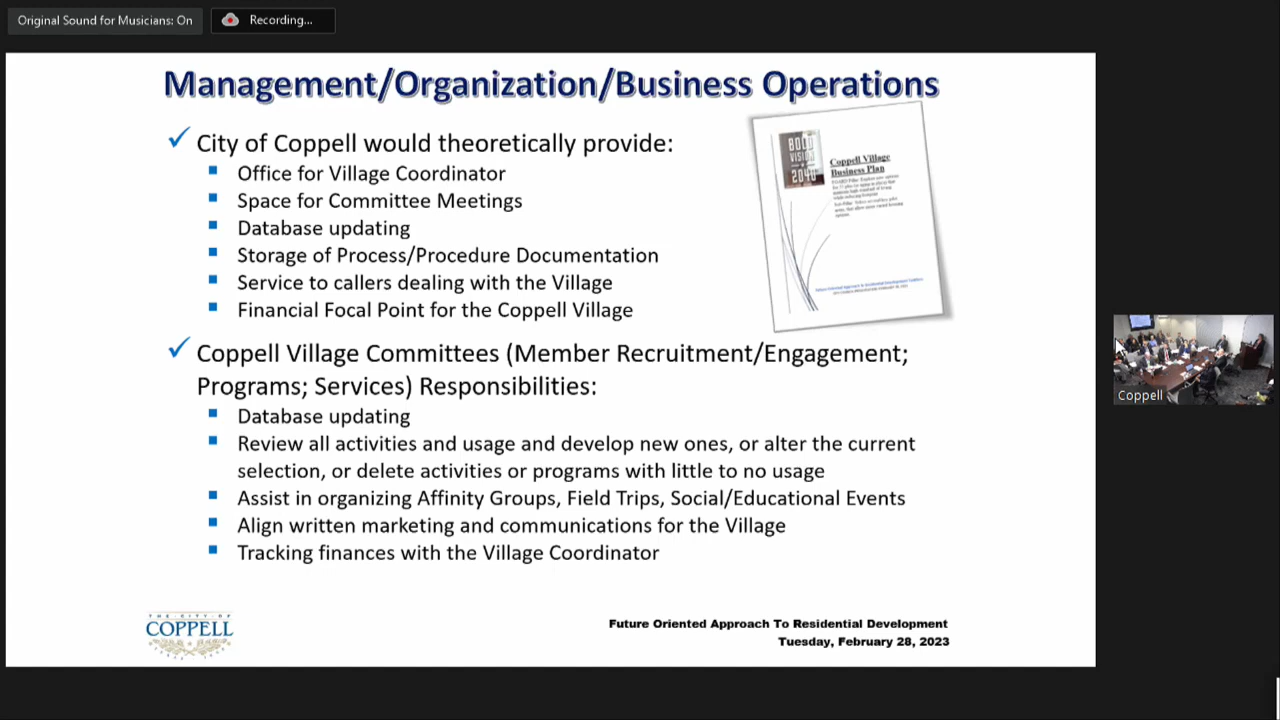 Original Sound for Musicians: On
Recording...
Management/Organization/Business Operations
City of Coppell would theoretically provide:
Office for Village Coordinator
Space for Committee Meetings
Database updating
Storage of Process/Procedure Documentation
Service to callers dealing with the Village
Financial Focal Point for the Coppell Village
BOLD
VISION
2040
Coppell Village
Business Plan
Coppell Village Committees (Member Recruitment/Engagement;
Programs; Services) Responsibilities:
Database updating
Review all activities and usage and develop new ones, or alter the current
selection, or delete activities or programs with little to no usage
Assist in organizing Affinity Groups, Field Trips, Social/Educational Events
Align written marketing and communications for the Village
Tracking finances with the Village Coordinator
Coppell
THE CITY OF
COPPELL
Future Oriented Approach To Residential Development
Tuesday, February 28, 2023